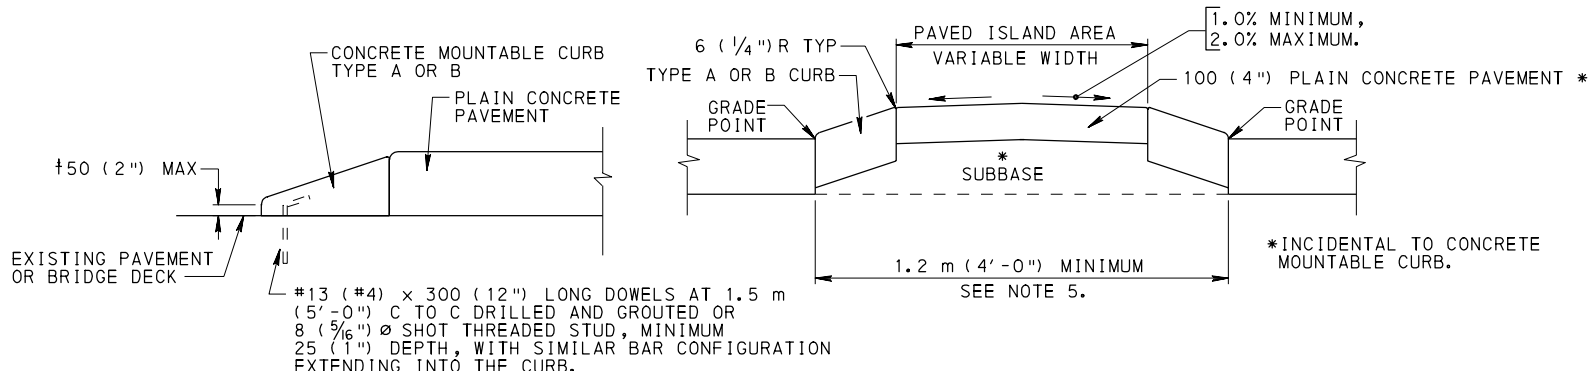 CONCRETE MOUNTABLE CURB
TYPE A OR B
PLAIN CONCRETE
PAVEMENT
‡50 (2") MAX
EXISTING PAVEMENT
OR BRIDGE DECK
#13 (#4) x 300 (12") LONG DOWELS AT 1.5 m
(5'-0") C TO C DRILLED AND GROUTED OR
8 (5/16") Ø SHOT THREADED STUD, MINIMUM
25 (1") DEPTH, WITH SIMILAR BAR CONFIGURATION
EXTENDING INTO THE CURB.
6 (1/4") R TYP
TYPE A OR B CURB
GRADE
POINT
PAVED ISLAND AREA
VARIABLE WIDTH
1.0% MINIMUM,
2.0% MAXIMUM.
100 (4") PLAIN CONCRETE PAVEMENT *
GRADE
POINT
*
SUBBASE
1.2 m (4'-0") MINIMUM
SEE NOTE 5.
*INCIDENTAL TO CONCRETE
MOUNTABLE CURB.